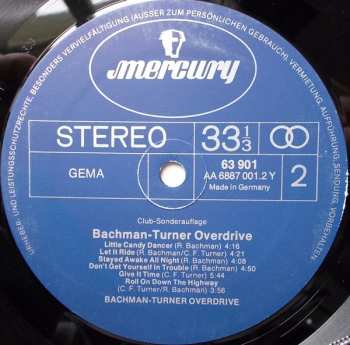 URHEBER- UND LEISTUNGSSCHUTZRECHTE, BESONDERS VERVIELFÄLTIGUNG (AUSSER ZUM PERSÖNLICHEN GEBRAUCH), VERMIETUNG, AUFFÜHRUNG, SENDUNG, VORBEHALTEN
mercury
STEREO
33 1/3
GEMA
63 901
AA 6887 001.2 Y
Made in Germany
2
Club-Sonderauflage
Bachman-Turner Overdrive
Little Candy Dancer (R. Bachman) 4:16
Let It Ride (R. Bachman/C. F. Turner) 4:21
Stayed Awake All Night (R. Bachman) 4:06
Don't Get Yourself in Trouble (R. Bachman) 4:50
Give It Time (C. F. Turner) 5:44
Roll On Down The Highway
(C. F. Turner/R. Bachman) 3:56
BACHMAN-TURNER OVERDRIVE